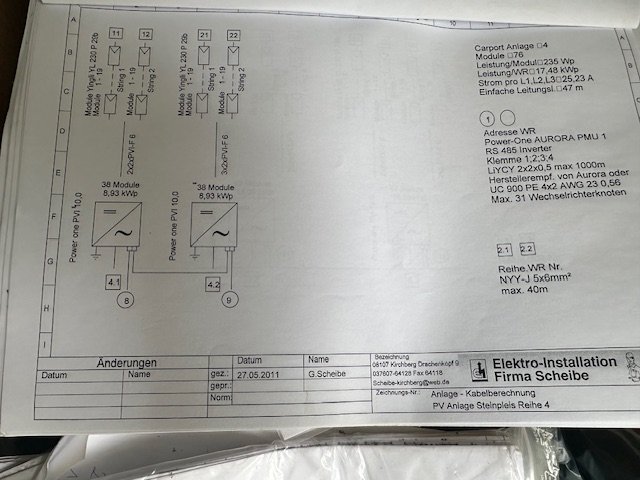 A
B
C
D
E
F
G
H
I
10
11
11
12
21
22
Module Yingli YL 230 P 20b
Module 1 - 19
String 1
Module 1 - 19
String 2
Module Yingli YL 230 P 20b
Module 1 - 19
String 1
Module 1 - 19
String 2
2x2xPVI-F 6
3x2xPVI-F 6
38 Module
8,93 kWp
38 Module
8,93 kWp
Power one PVI 10,0
Power one PVI 10,0
4.1
4.2
8
9
Carport Anlage □4
Module □76
Leistung/Modul□235 Wp
Leistung/WR□17,48 kWp
Strom pro L1,L2,L3□25,23 A
Einfache Leitungsl.□47 m
1
Adresse WR
Power-One AURORA PMU 1
RS 485 Inverter
Klemme 1;2;3;4
LiYCY 2x2x0,5 max 1000m
Herstellerempf. von Aurora oder
UC 900 PE 4x2 AWG 23 0,56
Max. 31 Wechselrichterknoten
2.1 2.2
Reihe.WR Nr.
NYY-J 5x6mm²
max. 40m
Änderungen
Datum Name
Datum Name
gez.: 27.05.2011 G.Scheibe
gepr.:
Norm:
Bezeichnung
08107 Kirchberg Drachenkopf 9
037607-64128 Fax 64118
Scheibe-kirchberg@web.de
Elektro-Installation
Firma Scheibe
Zeichnungs-Nr.: Anlage - Kabelberechnung
PV Anlage Steinpleis Reihe 4